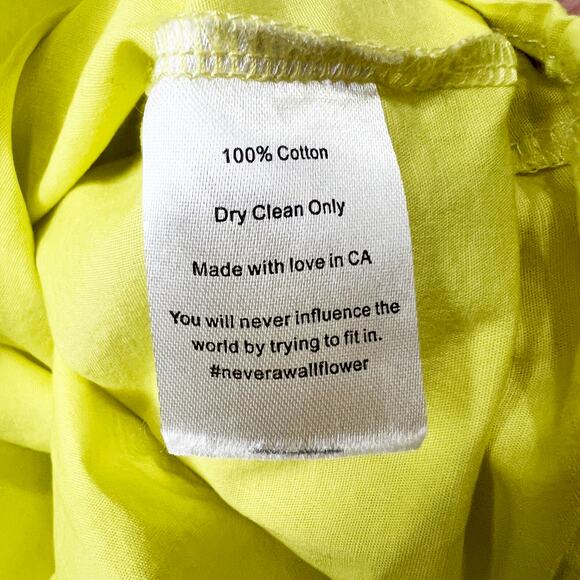 100% Cotton
Dry Clean Only
Made with love in CA
You will never influence the
world by trying to fit in.
#neverawallflower